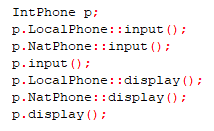 IntPhone p;
p.LocalPhone::input();
p.NatPhone::input();
p.input();
p.LocalPhone::display();
p.NatPhone::display();
p.display();